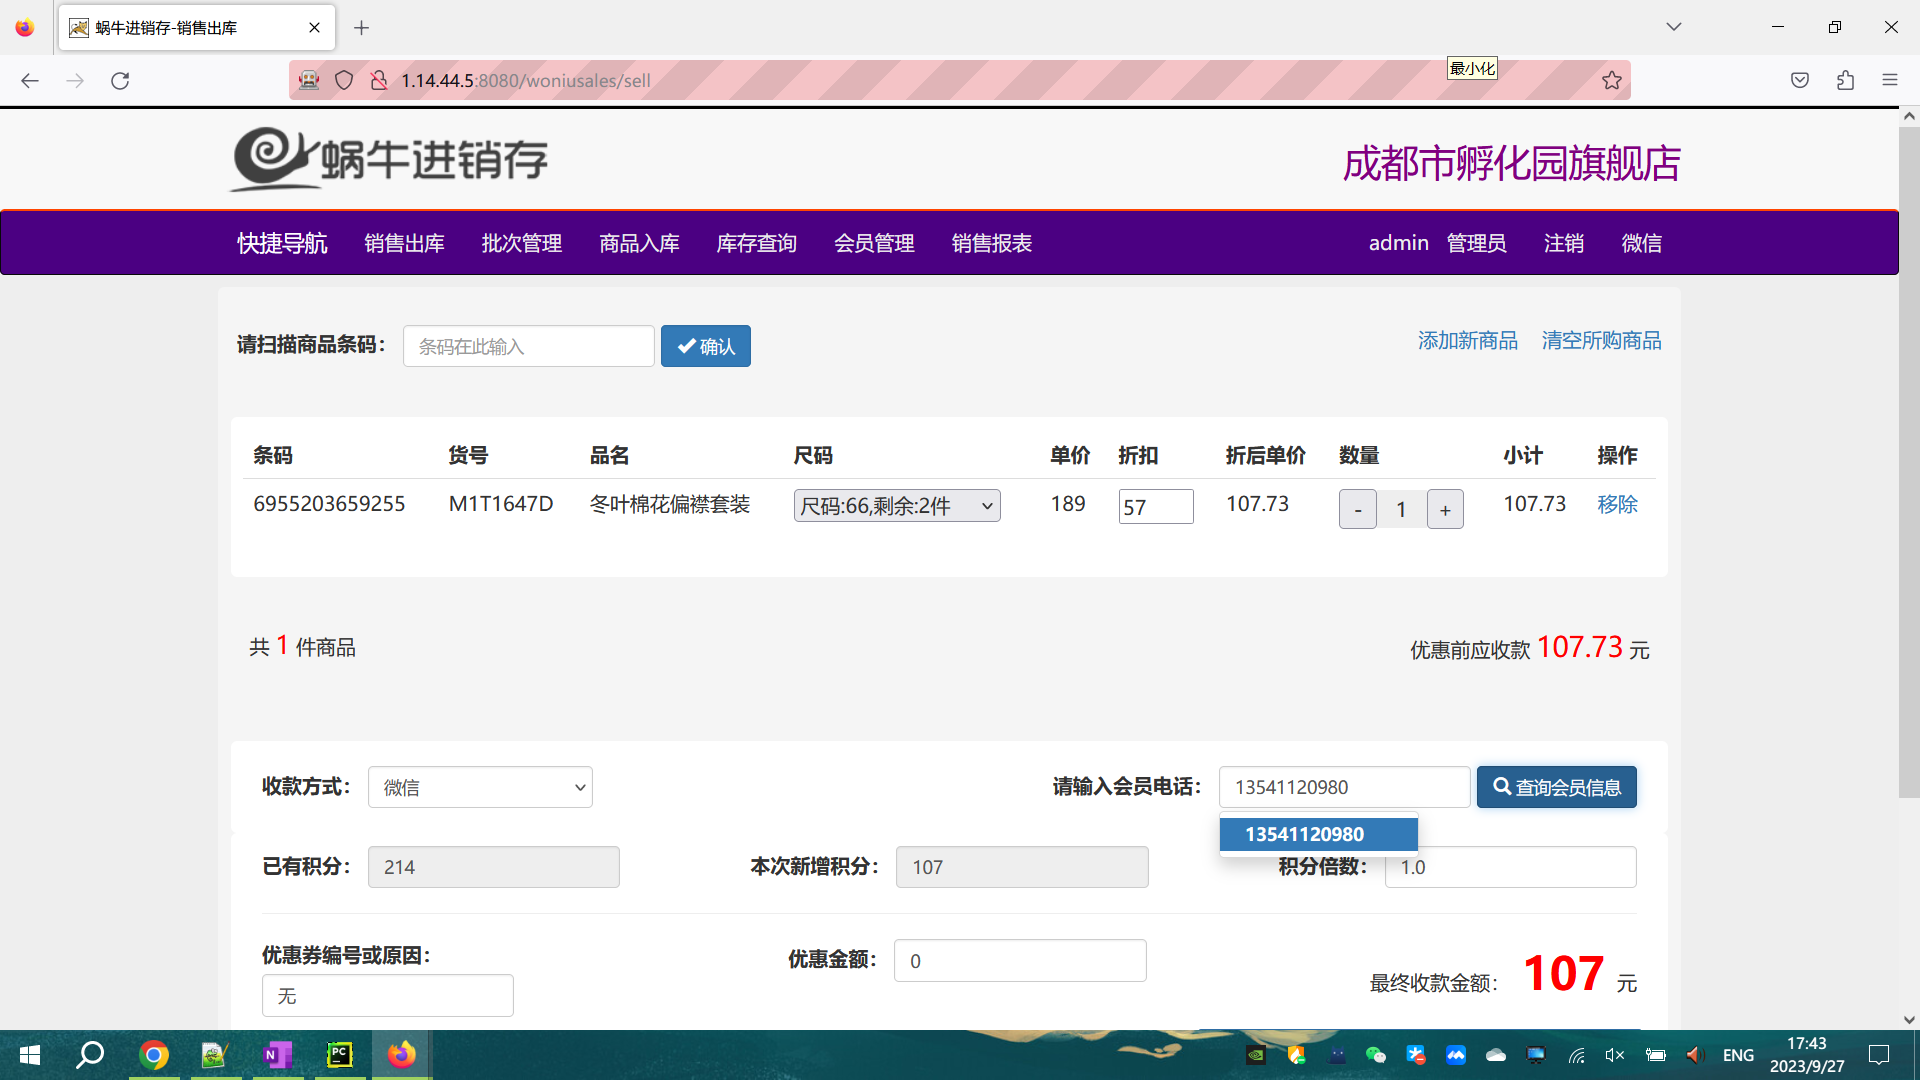 蜗牛进销存-销售出库
1.14.44.5:8080/woniusales/sell
最小化
蜗牛进销存
成都市孵化园旗舰店
快捷导航 销售出库 批次管理 商品入库 库存查询 会员管理 销售报表 admin 管理员 注销 微信
请扫描商品条码： 条码在此输入 确认 添加新商品 清空所购商品
条码 货号 品名 尺码 单价 折扣 折后单价 数量 小计 操作
6955203659255 M1T1647D 冬叶棉花偏襟套装 尺码:66,剩余:2件 189 57 107.73 - 1 + 107.73 移除
共 1 件商品 优惠前应收款 107.73 元
收款方式： 微信 请输入会员电话： 13541120980 查询会员信息
13541120980
已有积分： 214 本次新增积分： 107 积分倍数： 1.0
优惠券编号或原因： 优惠金额： 0
无 最终收款金额： 107 元
N PC ENG 17:43
2023/9/27